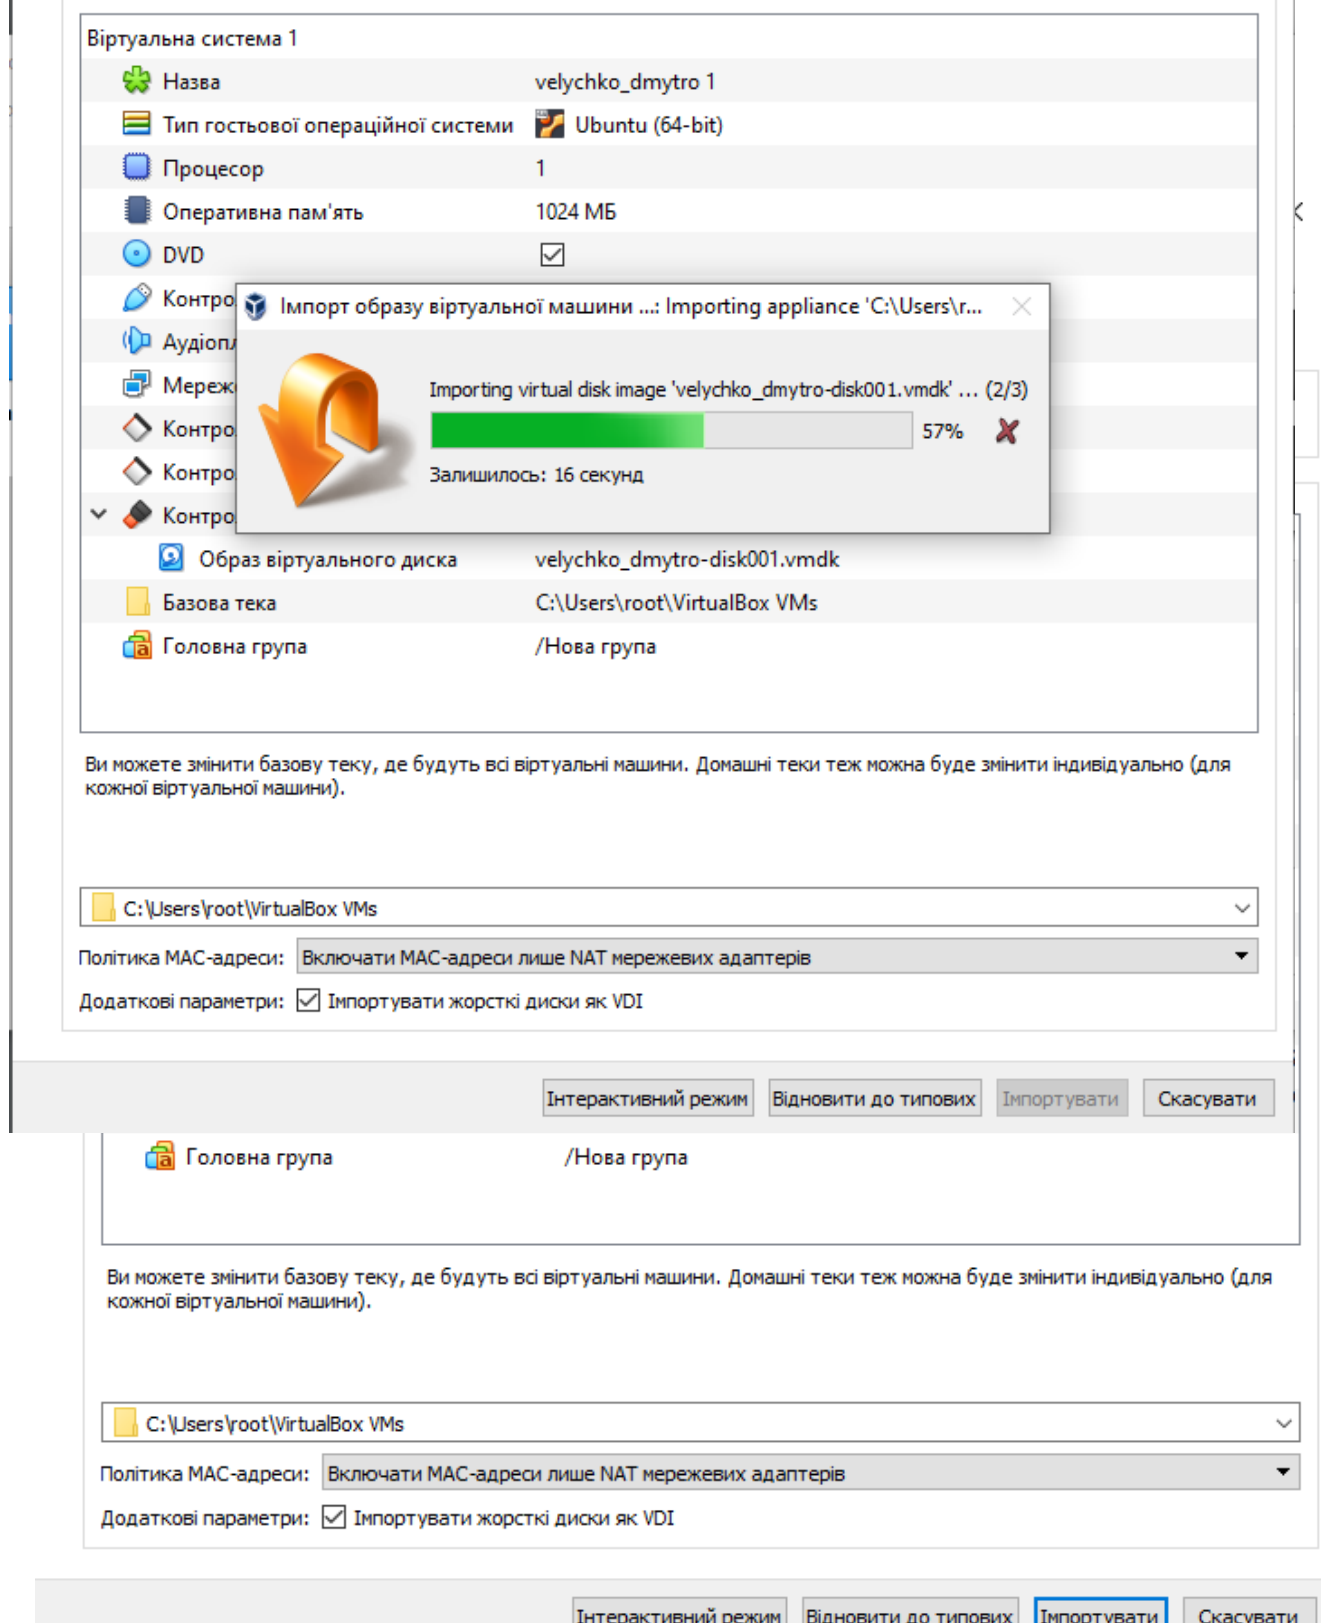 Віртуальна система 1
Назва velychko_dmytro 1
Тип гостьової операційної системи Ubuntu (64-bit)
Процесор 1
Оперативна пам'ять 1024 МБ
DVD
Контро
Імпорт образу віртуальної машини ...: Importing appliance 'C:\Users\r...
Аудіопл
Мереж
Importing virtual disk image 'velychko_dmytro-disk001.vmdk' ... (2/3)
Контро
57%
Контро
Залишилось: 16 секунд
Контро
Образ віртуального диска velychko_dmytro-disk001.vmdk
Базова тека C:\Users\root\VirtualBox VMs
Головна група /Нова група
Ви можете змінити базову теку, де будуть всі віртуальні машини. Домашні теки теж можна буде змінити індивідуально (для
кожної віртуальної машини).
C:\Users\root\VirtualBox VMs
Політика MAC-адреси: Включати MAC-адреси лише NAT мережевих адаптерів
Додаткові параметри: Імпортувати жорсткі диски як VDI
Інтерактивний режим Відновити до типових Імпортувати Скасувати
Головна група /Нова група
Ви можете змінити базову теку, де будуть всі віртуальні машини. Домашні теки теж можна буде змінити індивідуально (для
кожної віртуальної машини).
C:\Users\root\VirtualBox VMs
Політика MAC-адреси: Включати MAC-адреси лише NAT мережевих адаптерів
Додаткові параметри: Імпортувати жорсткі диски як VDI
Інтерактивний режим Відновити до типових Імпортувати Скасувати